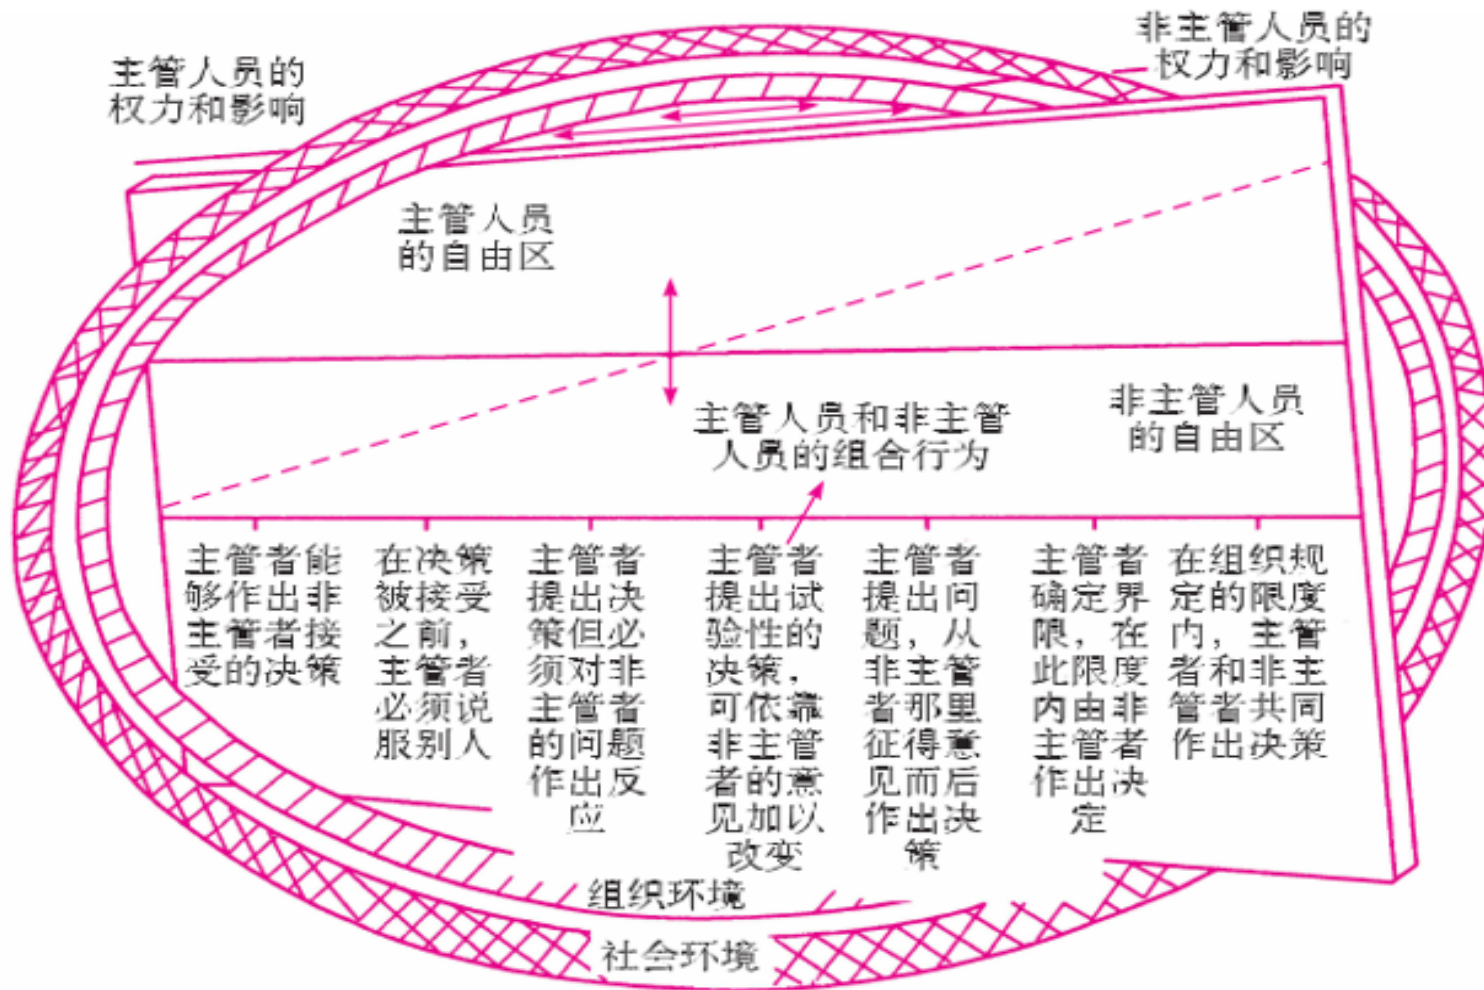 主管人员的
权力和影响
非主管人员的
权力和影响
主管人员
的自由区
非主管人员
的自由区
主管人员和非主管
人员的组合行为
主管者能
够作出非
主管者接
受的决策
在决策
被接受
之前，
主管者
必须说
服别人
主管者
提出决
策但必
须对非
主管者
的问题
作出反
应
主管者
提出试
验性的
决策，
可依靠
非主管
者的意
见加以
改变
主管者
提出问
题，从
非主管
者那里
征得意
见而后
作出决
策
主管者
确定界
限，在
此限度
内由非
主管者
作出决
定
在组织规
定的限度
内，主管
者和非主
管者共同
作出决策
组织环境
社会环境